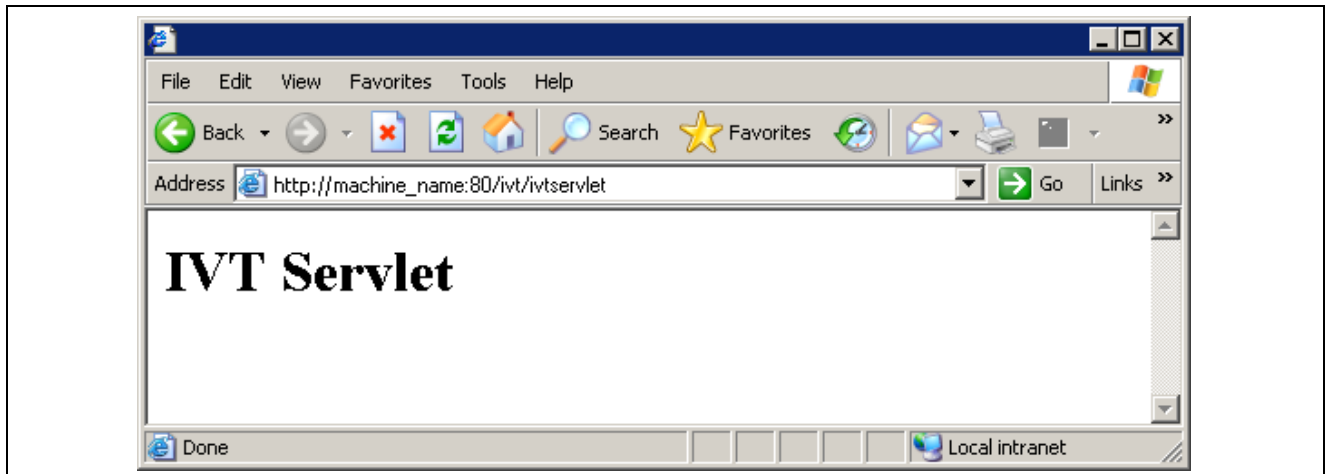 File Edit View Favorites Tools Help
Back Search Favorites »
Address http://machine_name:80/ivt/ivtservlet Go Links »
IVT Servlet
Done Local intranet